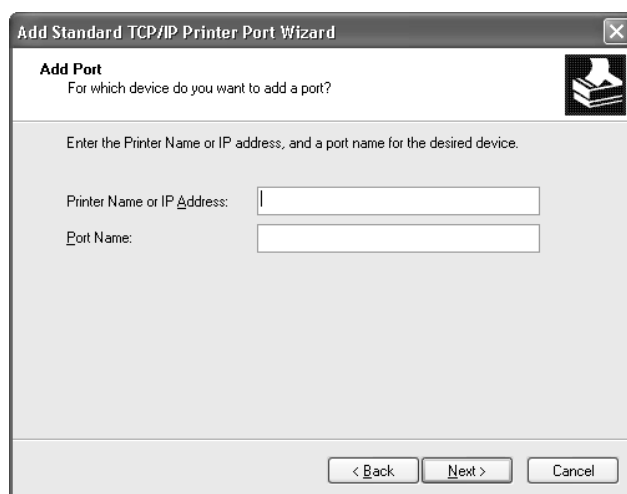 Add Standard TCP/IP Printer Port Wizard
Add Port
For which device do you want to add a port?
Enter the Printer Name or IP address, and a port name for the desired device.
Printer Name or IP Address:
Port Name:
< Back Next > Cancel